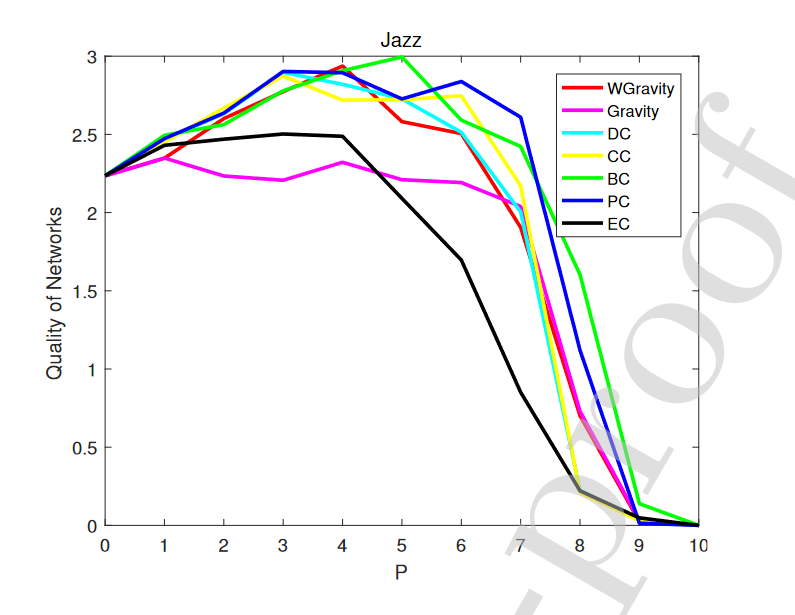 Jazz
3
2.5
2
1.5
1
0.5
0
Quality of Networks
WGravity
Gravity
DC
CC
BC
PC
EC
0 1 2 3 4 5 6 7 8 9 10
P
proof